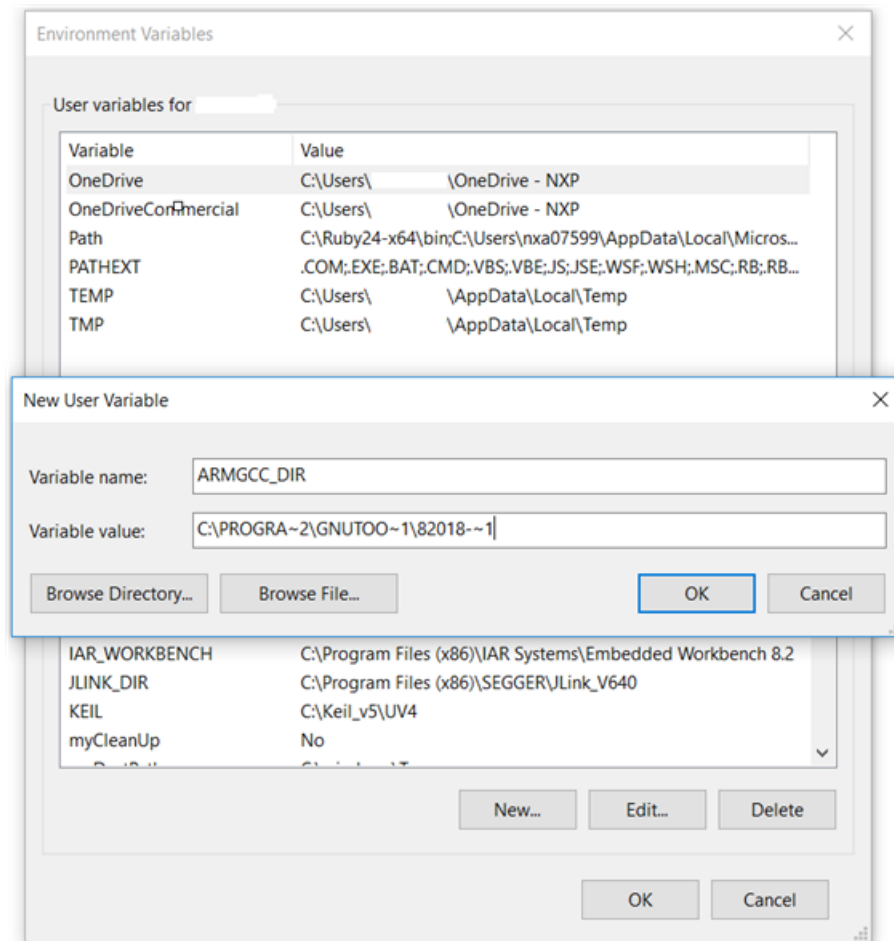 Environment Variables
User variables for
Variable Value
OneDrive C:\Users\ \OneDrive - NXP
OneDriveCommercial C:\Users\ \OneDrive - NXP
Path C:\Ruby24-x64\bin;C:\Users\nxa07599\AppData\Local\Micros...
PATHEXT .COM;.EXE;.BAT;.CMD;.VBS;.VBE;.JS;.JSE;.WSF;.WSH;.MSC;.RB;.RB...
TEMP C:\Users\ \AppData\Local\Temp
TMP C:\Users\ \AppData\Local\Temp
New User Variable
Variable name: ARMGCC_DIR
Variable value: C:\PROGRA~2\GNUTOO~1\82018-~1
Browse Directory... Browse File... OK Cancel
IAR_WORKBENCH C:\Program Files (x86)\IAR Systems\Embedded Workbench 8.2
JLINK_DIR C:\Program Files (x86)\SEGGER\JLink_V640
KEIL C:\Keil_v5\UV4
myCleanUp No
New... Edit... Delete
OK Cancel